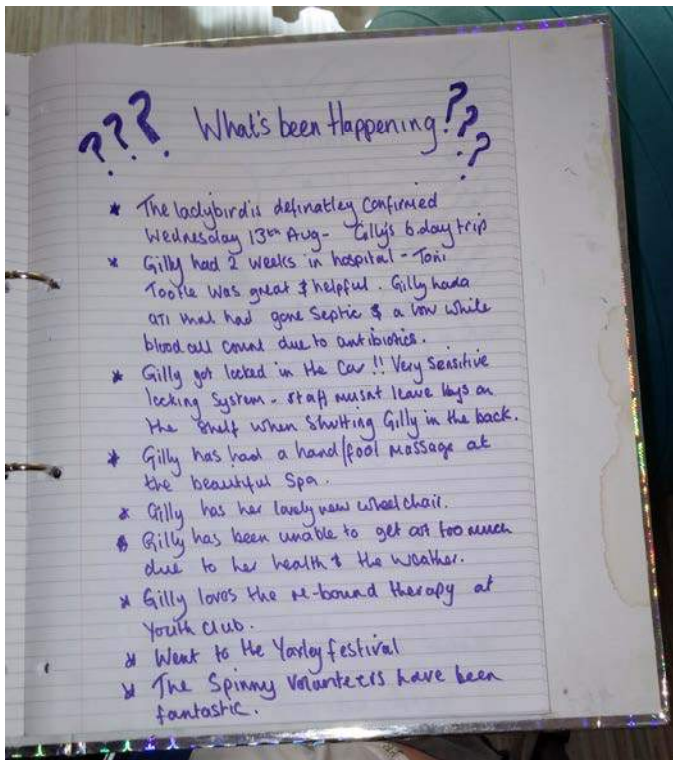 ??? What's been Happening???
* The ladybird is definatley confirmed
Wednesday 13th Aug - Gilly's 6 day trip
* Gilly had 2 weeks in hospital - Toni
Tootle was great & helpful. Gilly had a
UTI that had gone septic & a low white
blood cell count due to antibiotics.
* Gilly got locked in the car!! Very sensitive
locking system - staff musnt leave keys on
the shelf when shutting Gilly in the back.
* Gilly has had a hand/foot massage at
the beautiful Spa.
* Gilly has her lovely new wheelchair.
* Gilly has been unable to get out too much
due to her health & the weather.
* Gilly loves the re-bound therapy at
Youth Club.
* Went to the Yarley festival
* The Spinny Volunteers have been
fantastic.